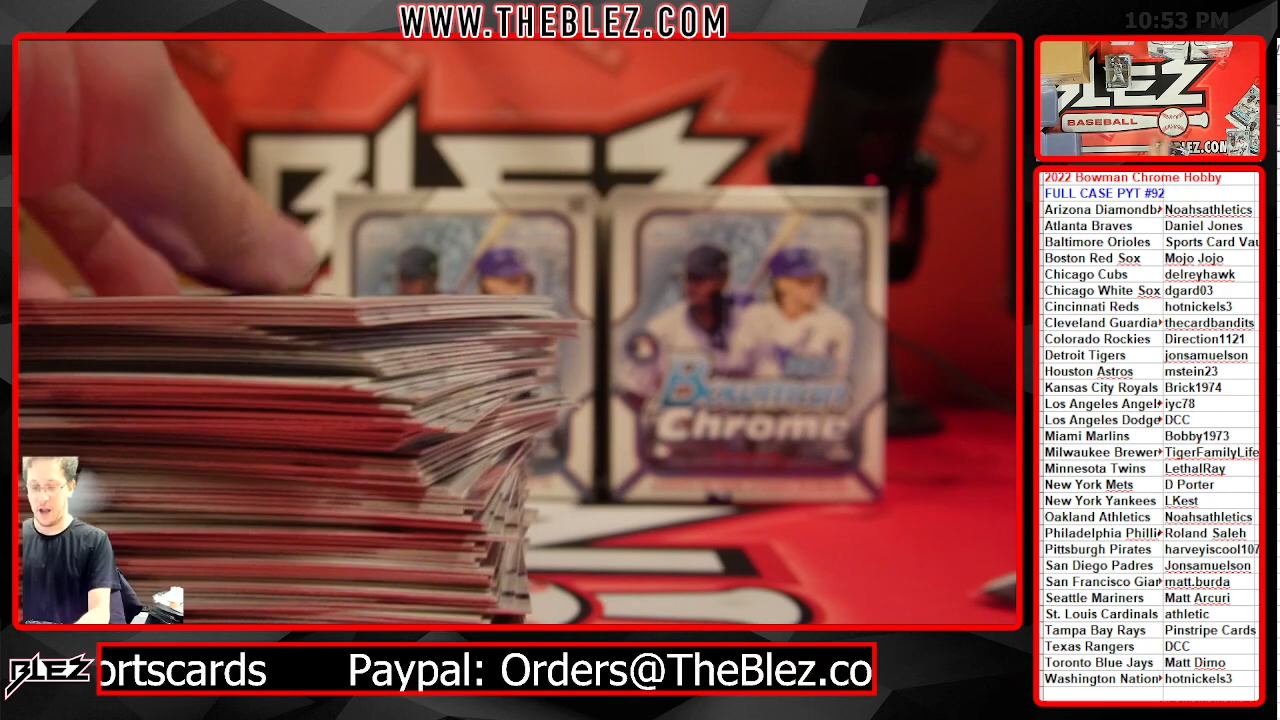 WWW.THEBLEZ.COM
10:53 PM
BLEZ
Bowman
Chrome
Bowman
Chrome
BLEZ
BASEBALL
BLEZ.COM
2022 Bowman Chrome Hobby
FULL CASE PYT #92
Arizona Diamondb Noahsathletics
Atlanta Braves Daniel Jones
Baltimore Orioles Sports Card Vau
Boston Red Sox Mojo Jojo
Chicago Cubs delreyhawk
Chicago White Sox dgard03
Cincinnati Reds hotnickels3
Cleveland Guardia thecardbandits
Colorado Rockies Direction1121
Detroit Tigers jonsamuelson
Houston Astros mstein23
Kansas City Royals Brick1974
Los Angeles Angel iyc78
Los Angeles Dodge DCC
Miami Marlins Bobby1973
Milwaukee Brewer TigerFamilyLife
Minnesota Twins LethalRay
New York Mets D Porter
New York Yankees LKest
Oakland Athletics Noahsathletics
Philadelphia Philli Roland Saleh
Pittsburgh Pirates harveyiscool107
San Diego Padres Jonsamuelson
San Francisco Gian matt.burda
Seattle Mariners Matt Arcuri
St. Louis Cardinals athletic
Tampa Bay Rays Pinstripe Cards
Texas Rangers DCC
Toronto Blue Jays Matt Dimo
Washington Nation hotnickels3
BLEZ
ortscards Paypal: Orders@TheBlez.co